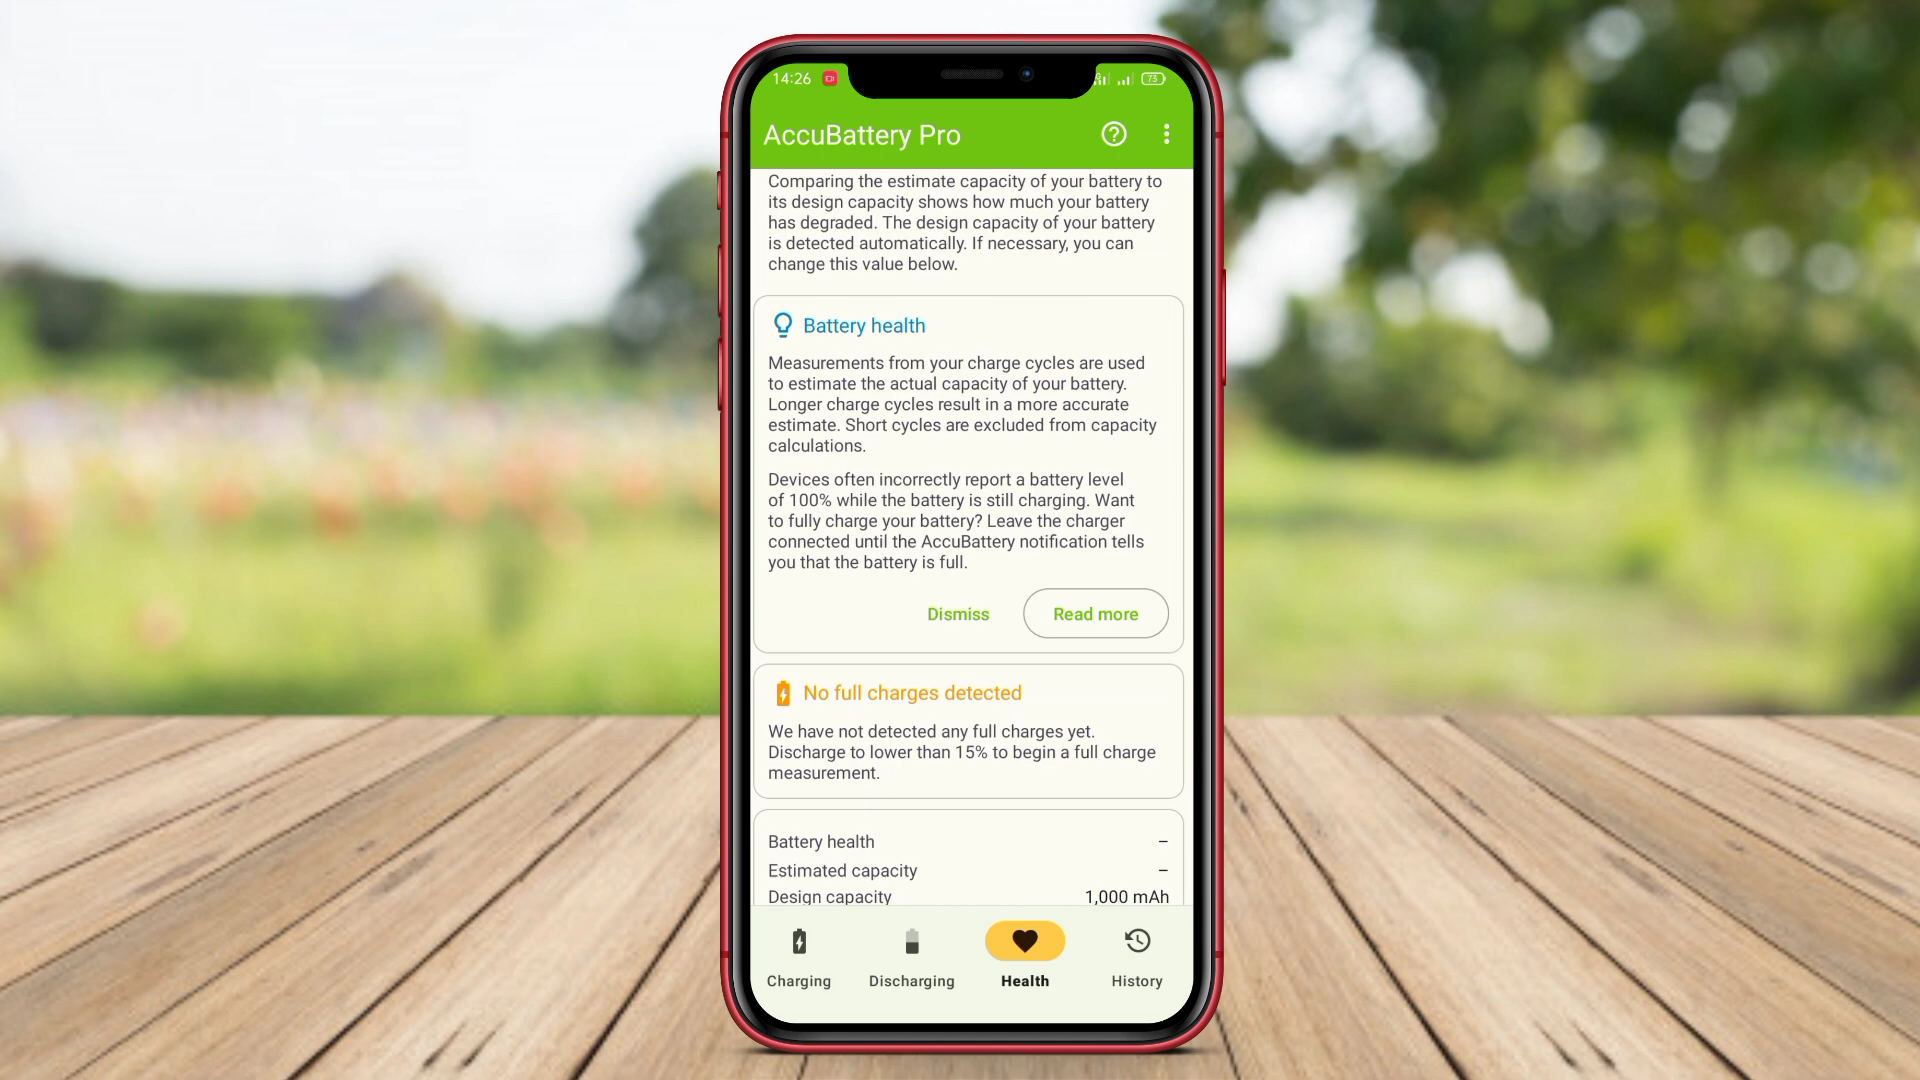 14:26
73
AccuBattery Pro
Comparing the estimate capacity of your battery to
its design capacity shows how much your battery
has degraded. The design capacity of your battery
is detected automatically. If necessary, you can
change this value below.
Battery health
Measurements from your charge cycles are used
to estimate the actual capacity of your battery.
Longer charge cycles result in a more accurate
estimate. Short cycles are excluded from capacity
calculations.
Devices often incorrectly report a battery level
of 100% while the battery is still charging. Want
to fully charge your battery? Leave the charger
connected until the AccuBattery notification tells
you that the battery is full.
Dismiss Read more
No full charges detected
We have not detected any full charges yet.
Discharge to lower than 15% to begin a full charge
measurement.
Battery health –
Estimated capacity –
Design capacity 1,000 mAh
Charging Discharging Health History